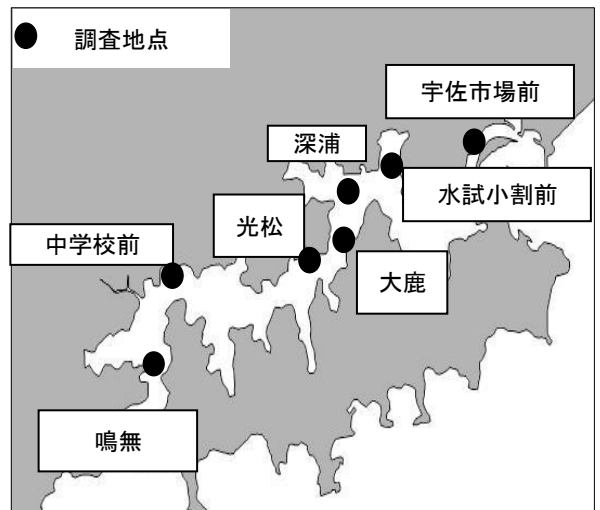 調査地点
宇佐市場前
深浦
水試小割前
光松
中学校前
大鹿
鳴無